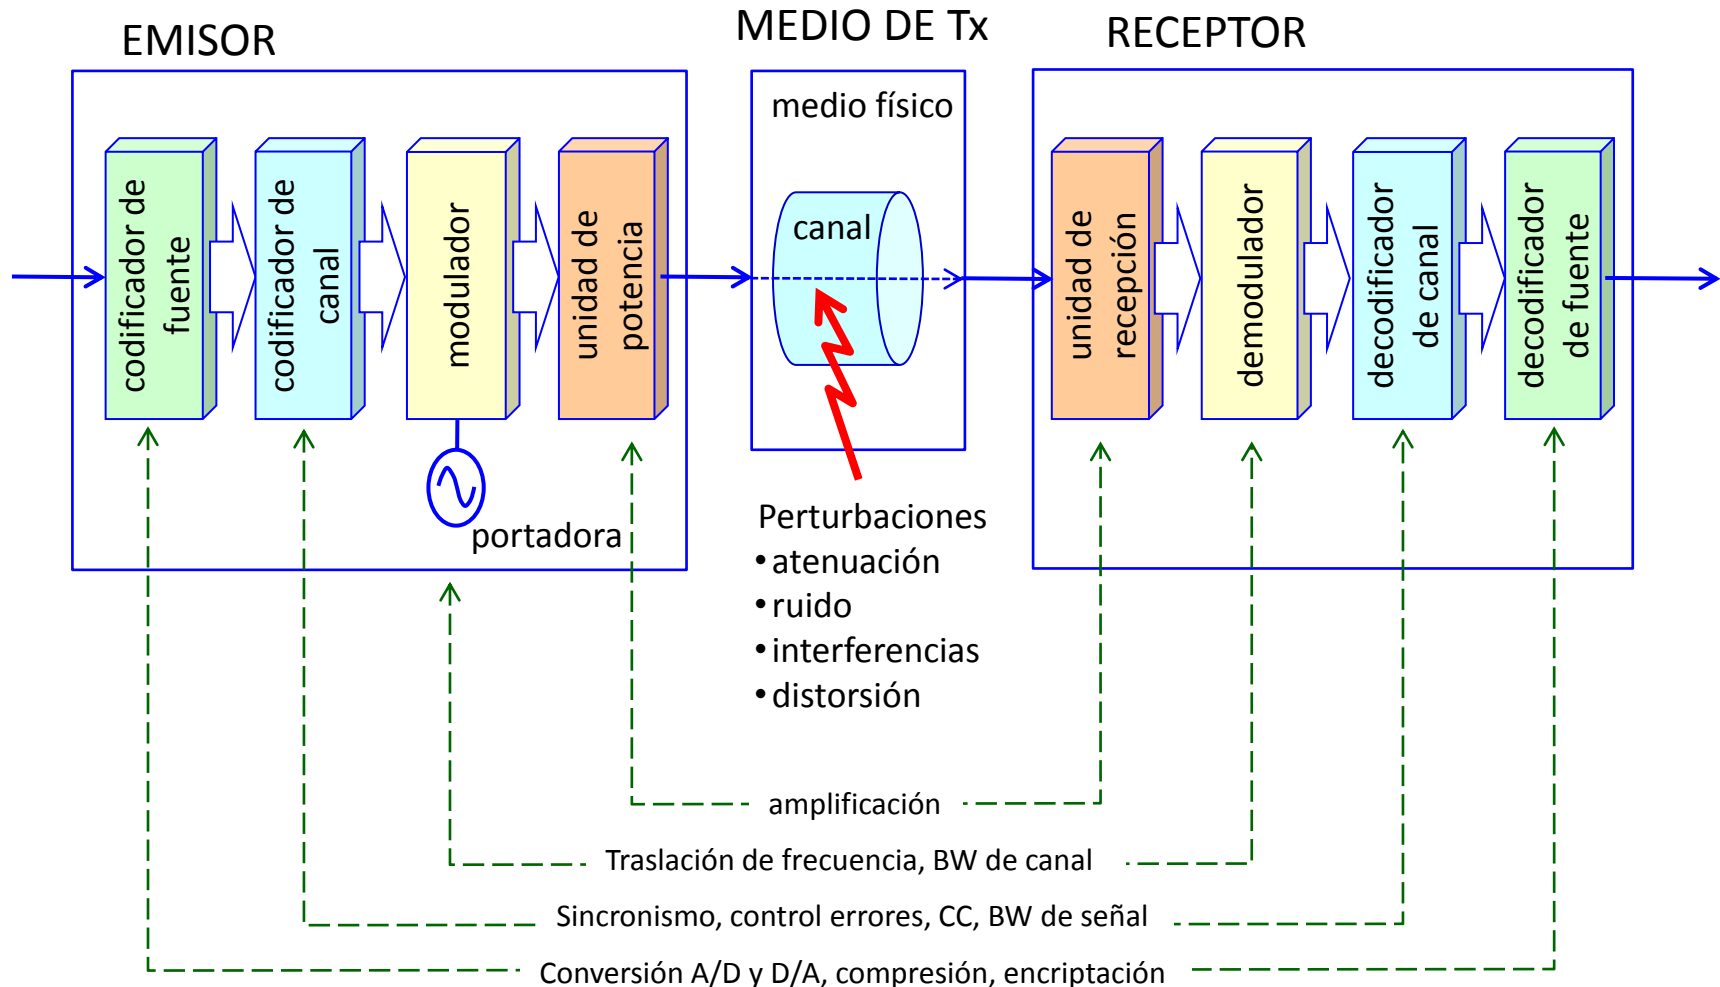 EMISOR
MEDIO DE Tx
RECEPTOR
codificador de
fuente
codificador de
canal
modulador
unidad de
potencia
portadora
medio físico
canal
Perturbaciones
•atenuación
•ruido
•interferencias
•distorsión
unidad de
recepción
demodulador
decodificador
de canal
decodificador
de fuente
amplificación
Traslación de frecuencia, BW de canal
Sincronismo, control errores, CC, BW de señal
Conversión A/D y D/A, compresión, encriptación